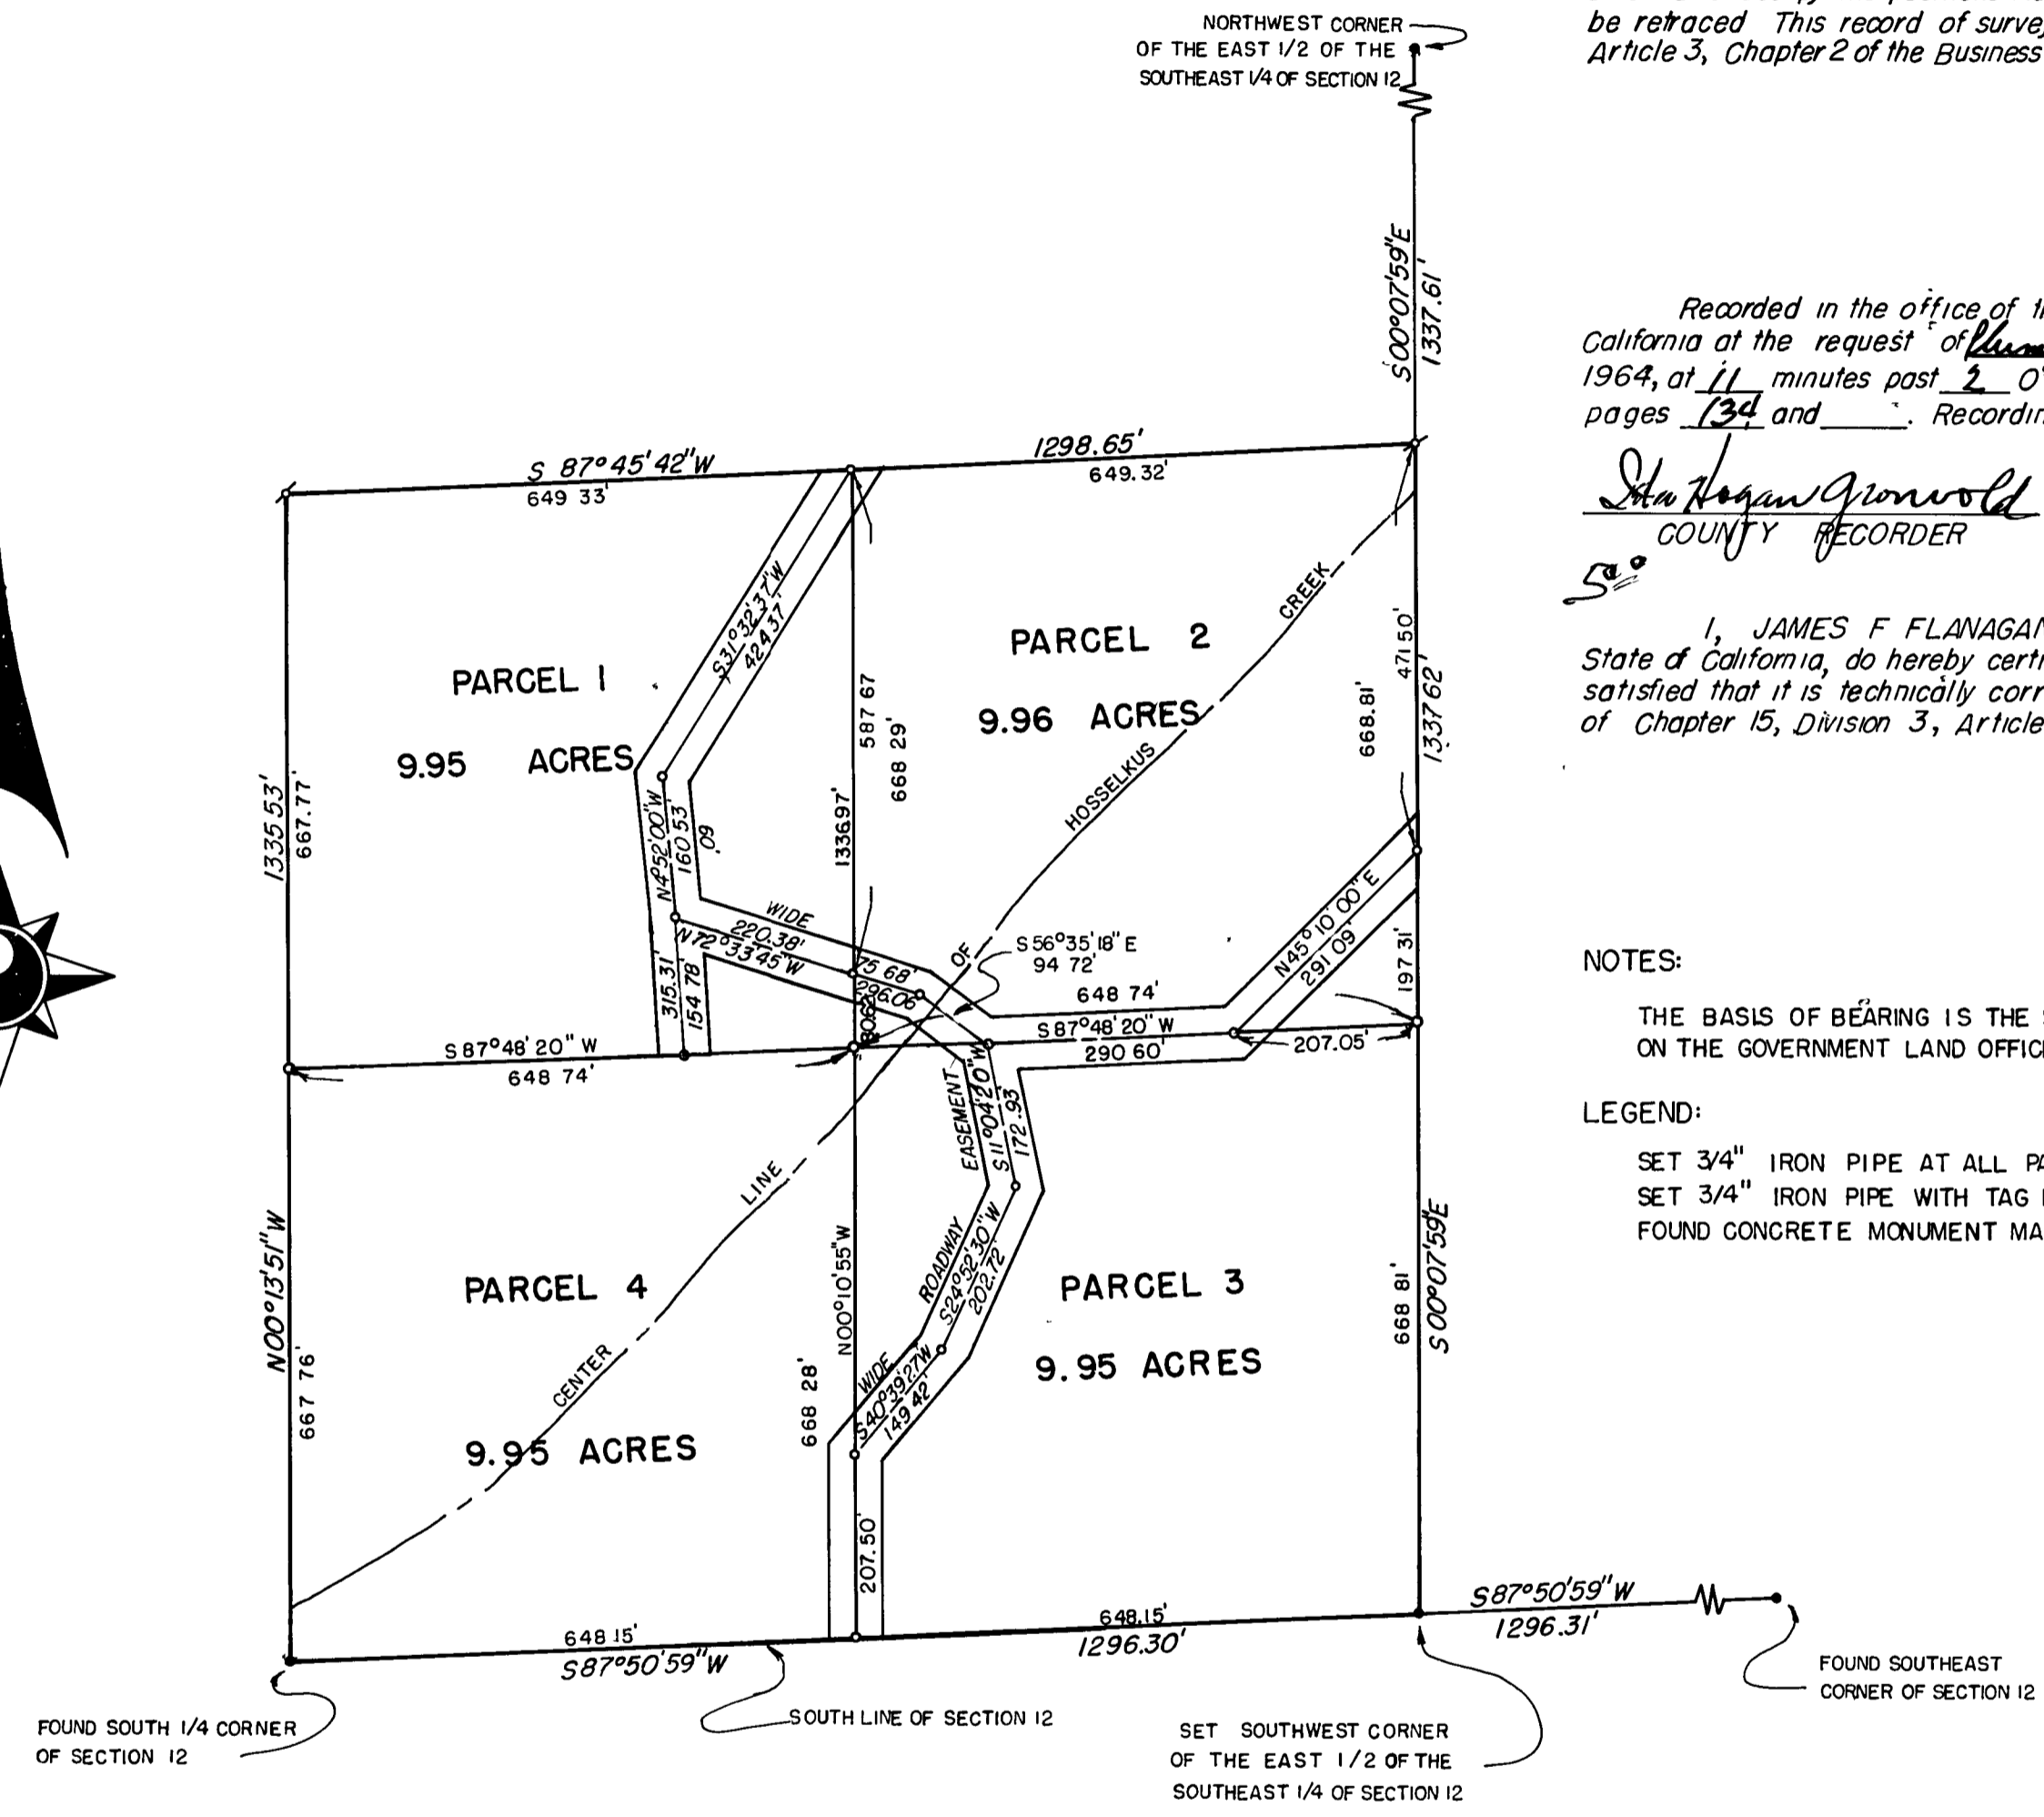 be retraced This record of surve
Article 3, Chapter 2 of the Business
NORTHWEST CORNER
OF THE EAST 1/2 OF THE
SOUTHEAST 1/4 OF SECTION 12
S00°07'59"E
1337.61'
Recorded in the office of
California at the request of
1964, at 11 minutes past 2 O'
pages 134 and ____. Recordin
COUNTY RECORDER
5⁰⁰
I, JAMES F FLANAGAN
State of California, do hereby certi
satisfied that it is technically corr
of Chapter 15, Division 3, Article
S 87°45'42"W
649 33'
1298.65'
649.32'
S31°32'37"W
424 37'
PARCEL 1
9.95 ACRES
PARCEL 2
9.96 ACRES
CREEK
HOSSELKUS
OF
LINE
CENTER
471 50'
668.81'
1337 62'
587 67
668 29'
1336.97'
1335 53'
667.77'
N4°52'00"W
160 53'
60'
WIDE
220.38'
N72°33'45"W
75 68'
296.06'
S56°35'18"E
94 72'
N45°10'00"E
291 09'
197 31'
315.31'
154 78'
648 74'
S87°48'20" W
290 60'
207.05'
S87°48'20" W
648 74'
EASEMENT
S11°04'20"W
172.93'
ROADWAY
S24°52'30"W
202.72'
WIDE
S40°39'27W
149 42'
N00°13'51"W
667 76'
N00°10'55"W
668 28'
207.50'
PARCEL 4
9.95 ACRES
PARCEL 3
9.95 ACRES
668 81'
S00°07'59"E
NOTES:
THE BASIS OF BEARING IS THE
ON THE GOVERNMENT LAND OFFIC
LEGEND:
SET 3/4" IRON PIPE AT ALL PA
SET 3/4" IRON PIPE WITH TAG
FOUND CONCRETE MONUMENT MA
648 15'
S87°50'59"W
648.15'
1296.30'
S87°50'59"W
1296.31'
FOUND SOUTH 1/4 CORNER
OF SECTION 12
SOUTH LINE OF SECTION 12
SET SOUTHWEST CORNER
OF THE EAST 1/2 OF THE
SOUTHEAST 1/4 OF SECTION 12
FOUND SOUTHEAST
CORNER OF SECTION 12